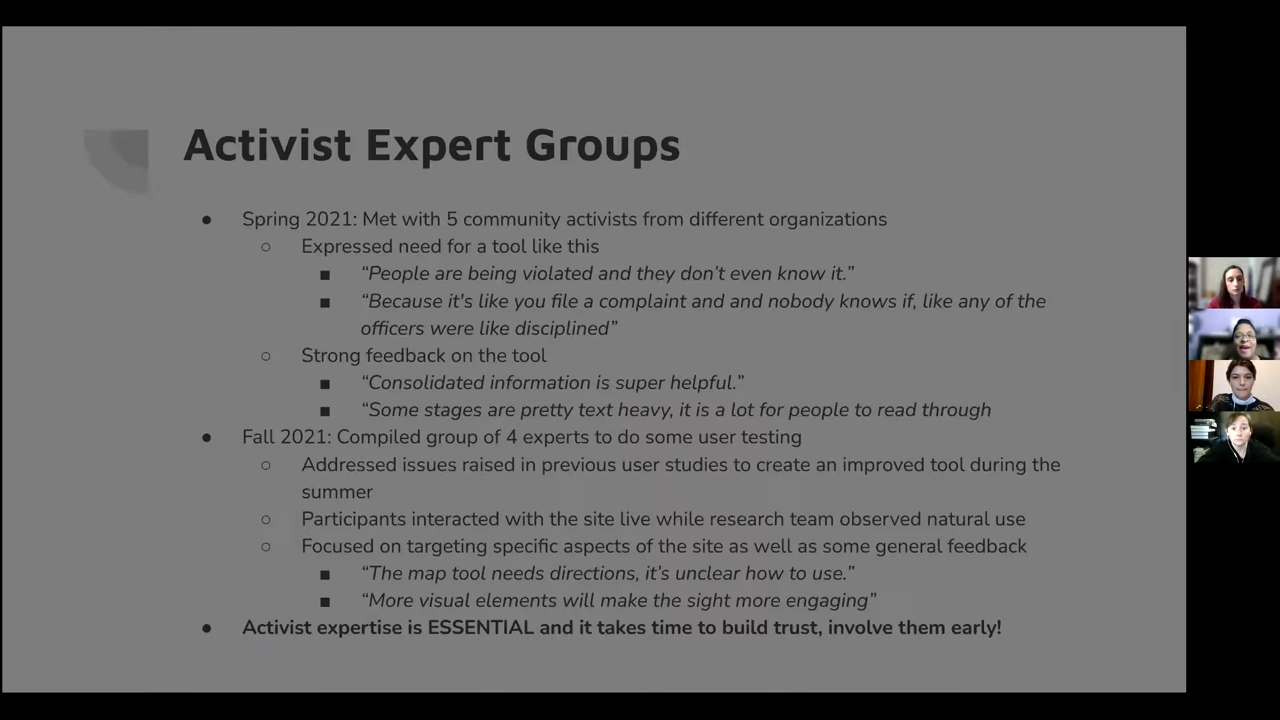 Activist Expert Groups
● Spring 2021: Met with 5 community activists from different organizations
○ Expressed need for a tool like this
■ “People are being violated and they don’t even know it.”
■ “Because it's like you file a complaint and and nobody knows if, like any of the
officers were like disciplined”
○ Strong feedback on the tool
■ “Consolidated information is super helpful.”
■ “Some stages are pretty text heavy, it is a lot for people to read through
● Fall 2021: Compiled group of 4 experts to do some user testing
○ Addressed issues raised in previous user studies to create an improved tool during the
summer
○ Participants interacted with the site live while research team observed natural use
○ Focused on targeting specific aspects of the site as well as some general feedback
■ “The map tool needs directions, it’s unclear how to use.”
■ “More visual elements will make the sight more engaging”
● Activist expertise is ESSENTIAL and it takes time to build trust, involve them early!